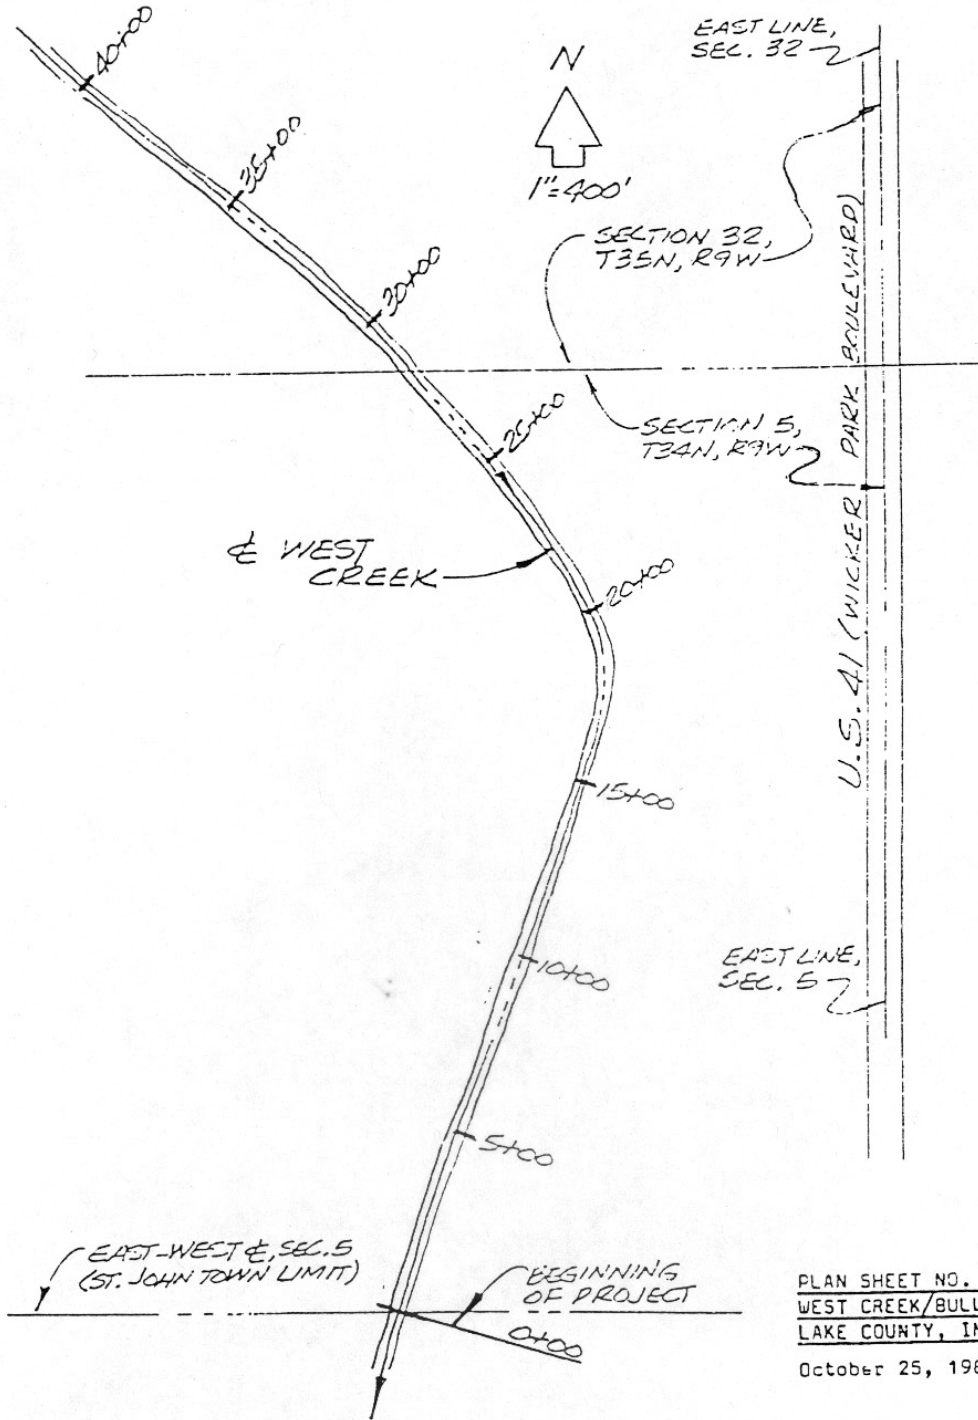 40+00
EAST LINE,
SEC. 32
N
1"=400'
35+00
SECTION 32,
T35N, R9W
30+00
U.S. 41 (WICKER PARK BOULEVARD)
SECTION 5,
T34N, R9W
25+00
℄ WEST
CREEK
20+00
15+00
10+00
EAST LINE,
SEC. 5
5+00
EAST-WEST ℄, SEC. 5
(ST. JOHN TOWN LIMIT)
BEGINNING
OF PROJECT
0+00
PLAN SHEET NO.
WEST CREEK/BULL
LAKE COUNTY, IN
October 25, 198